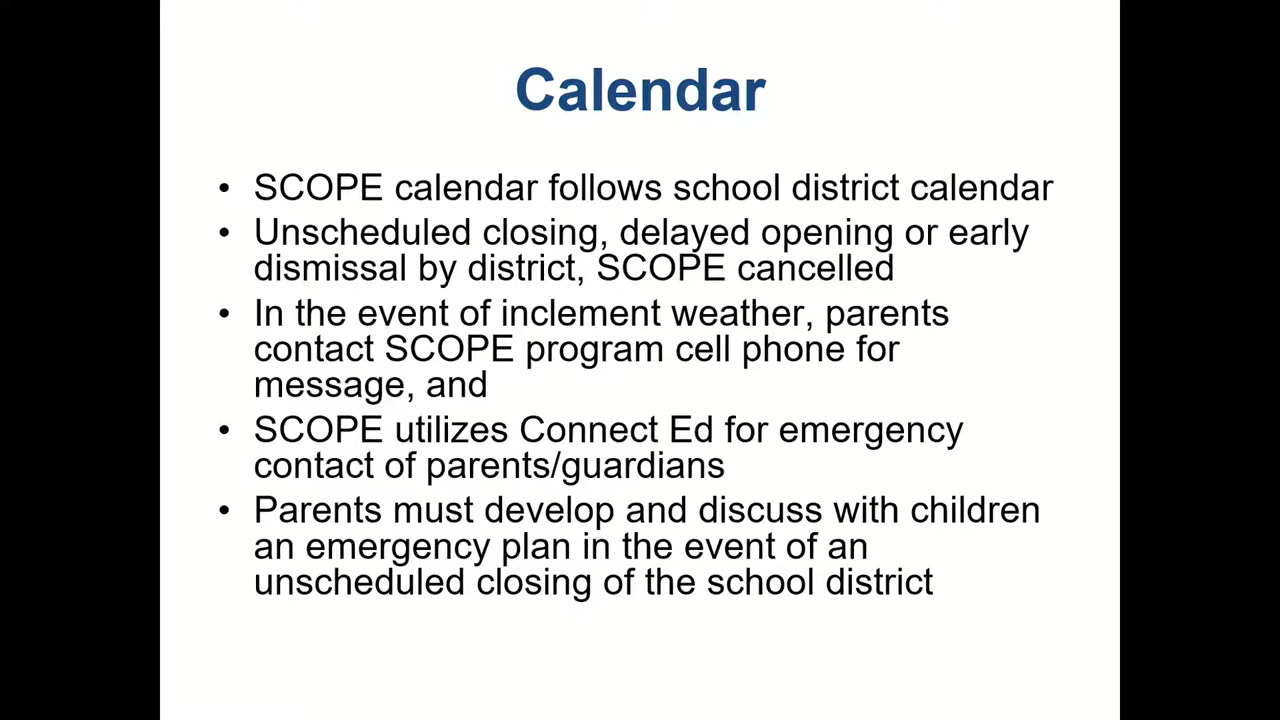 Calendar
• SCOPE calendar follows school district calendar
• Unscheduled closing, delayed opening or early
dismissal by district, SCOPE cancelled
• In the event of inclement weather, parents
contact SCOPE program cell phone for
message, and
• SCOPE utilizes Connect Ed for emergency
contact of parents/guardians
• Parents must develop and discuss with children
an emergency plan in the event of an
unscheduled closing of the school district